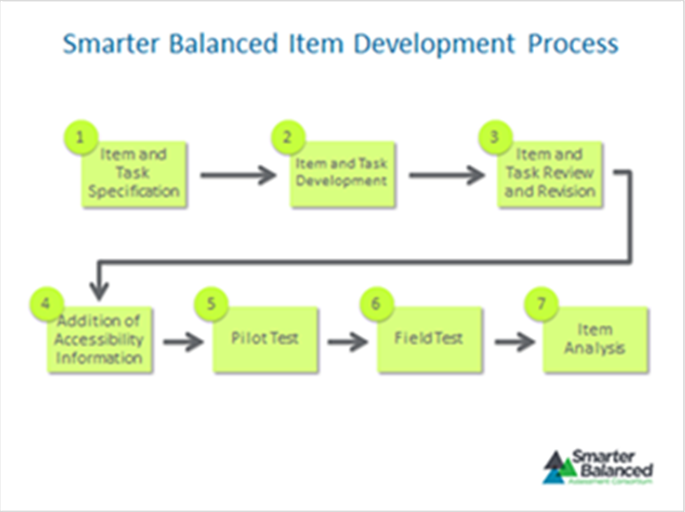 Smarter Balanced Item Development Process
1
Item and
Task
Specification
2
Item and Task
Development
3
Item and
Task Review
and Revision
4
Addition of
Accessibility
Information
5
Pilot Test
6
Field Test
7
Item
Analysis
Smarter
Balanced
Assessment Consortium